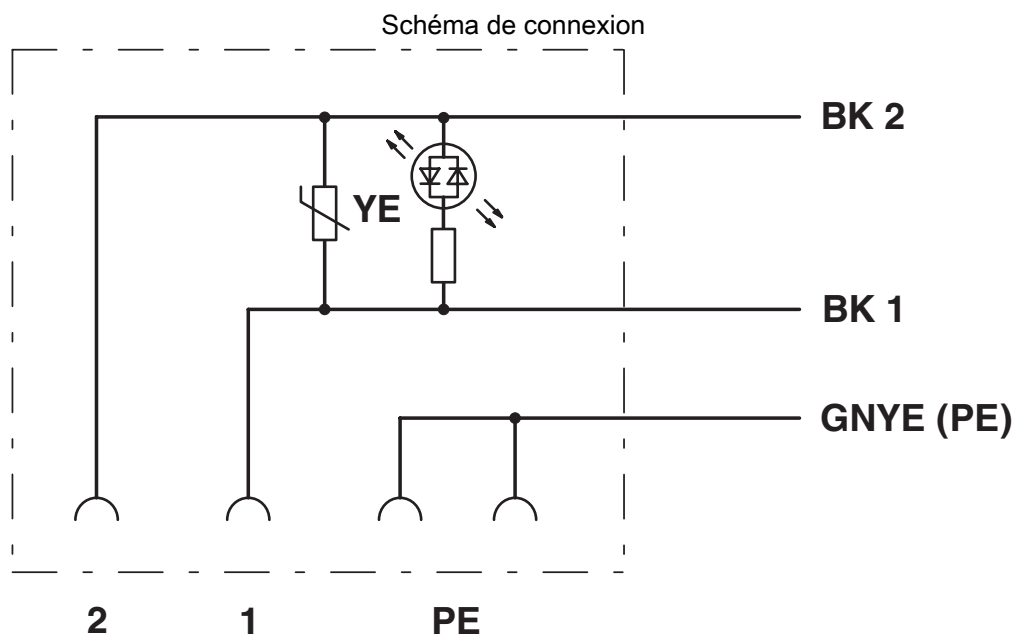 Schéma de connexion
BK 2
YE
BK 1
GNYE (PE)
2 1 PE